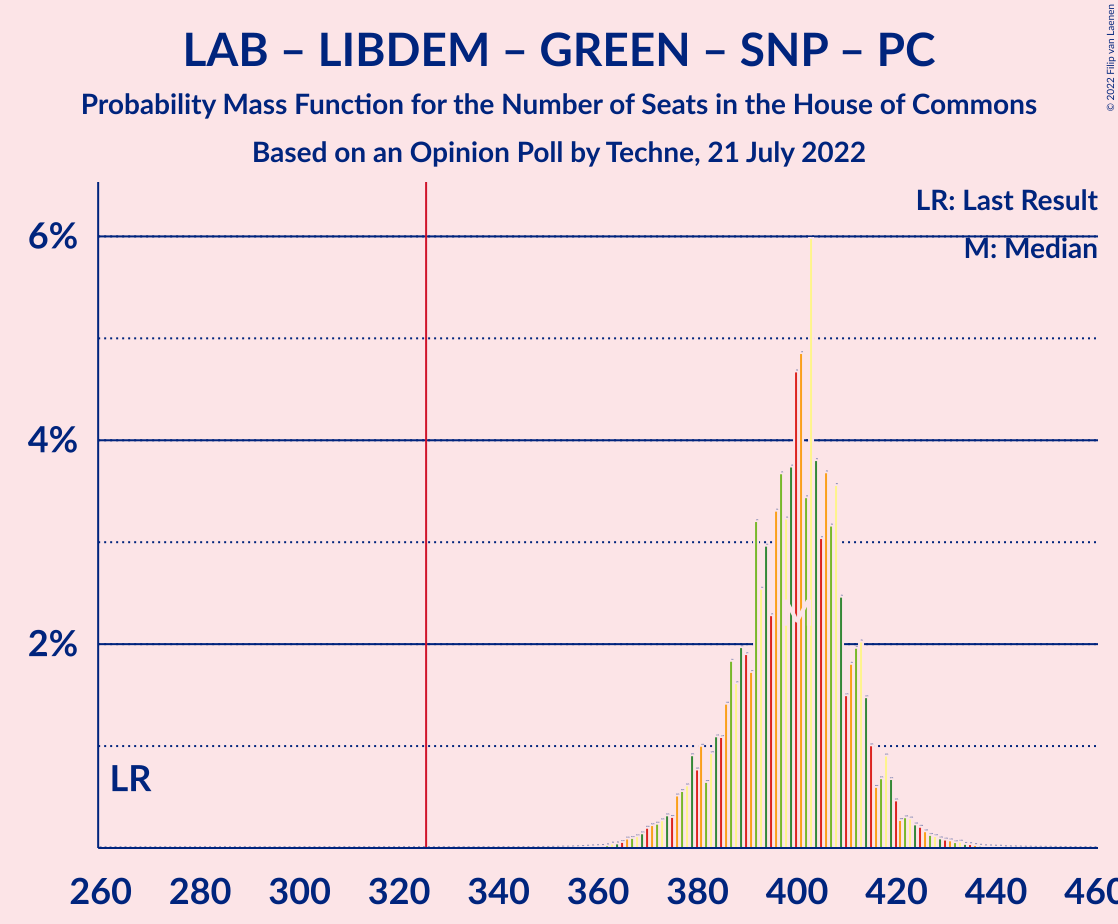 LAB – LIBDEM – GREEN – SNP – PC
Probability Mass Function for the Number of Seats in the House of Commons
Based on an Opinion Poll by Techne, 21 July 2022
© 2022 Filip van Laenen
LR: Last Result
M: Median
6%
4%
2%
LR
260 280 300 320 340 360 380 400 420 440 460